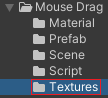 Mouse Drag
Material
Prefab
Scene
Script
Textures